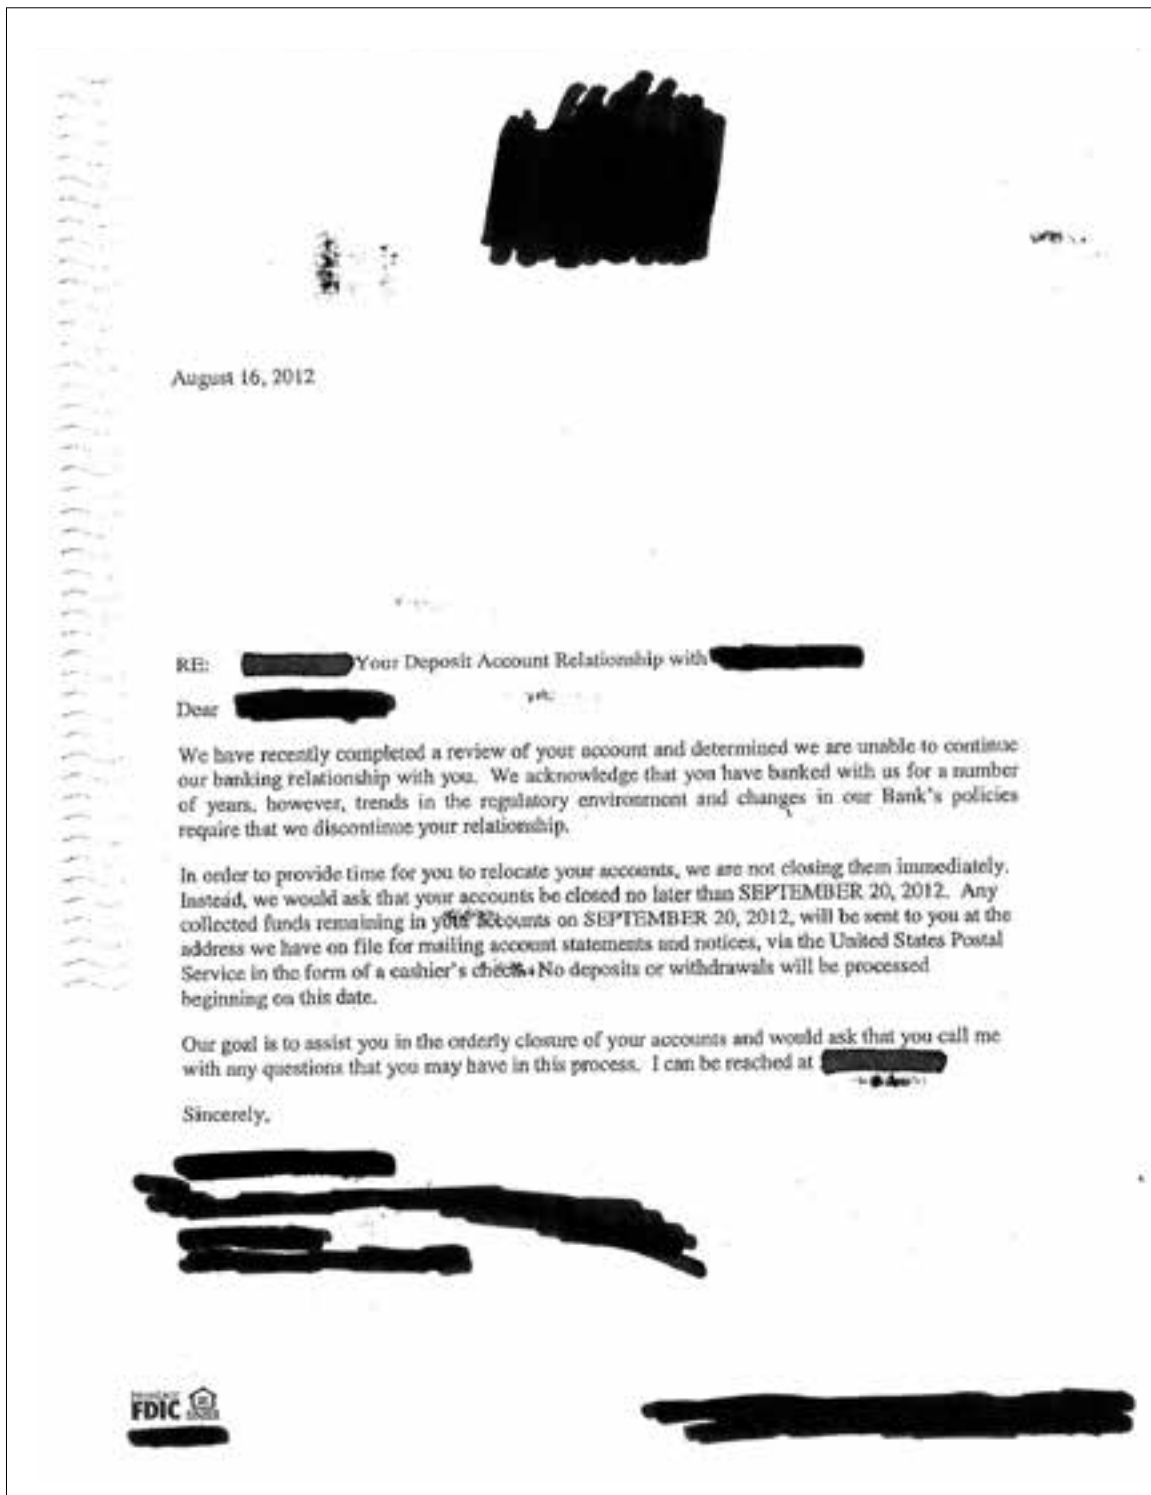 August 16, 2012
RE: Your Deposit Account Relationship with
Dear
We have recently completed a review of your account and determined we are unable to continue
our banking relationship with you. We acknowledge that you have banked with us for a number
of years, however, trends in the regulatory environment and changes in our Bank's policies
require that we discontinue your relationship.
In order to provide time for you to relocate your accounts, we are not closing them immediately.
Instead, we would ask that your accounts be closed no later than SEPTEMBER 20, 2012. Any
collected funds remaining in your accounts on SEPTEMBER 20, 2012, will be sent to you at the
address we have on file for mailing account statements and notices, via the United States Postal
Service in the form of a cashier's check. No deposits or withdrawals will be processed
beginning on this date.
Our goal is to assist you in the orderly closure of your accounts and would ask that you call me
with any questions that you may have in this process. I can be reached at
Sincerely,
FDIC